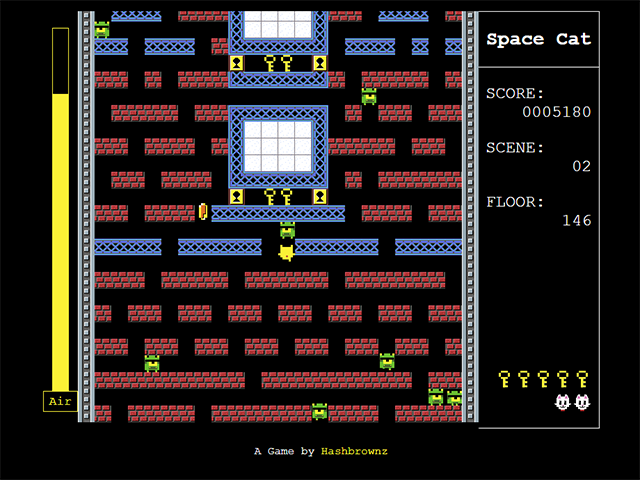 Space Cat
SCORE:
0005180
SCENE:
02
FLOOR:
146
Air
A Game by Hashbrownz